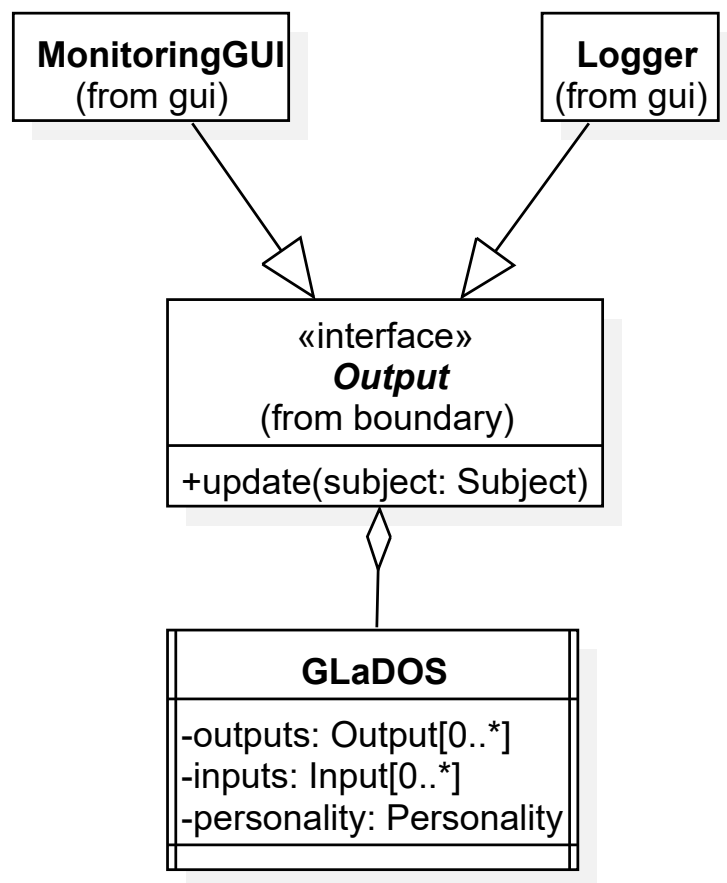 MonitoringGUI
(from gui)
Logger
(from gui)
«interface»
Output
(from boundary)
+update(subject: Subject)
GLaDOS
-outputs: Output[0..*]
-inputs: Input[0..*]
-personality: Personality